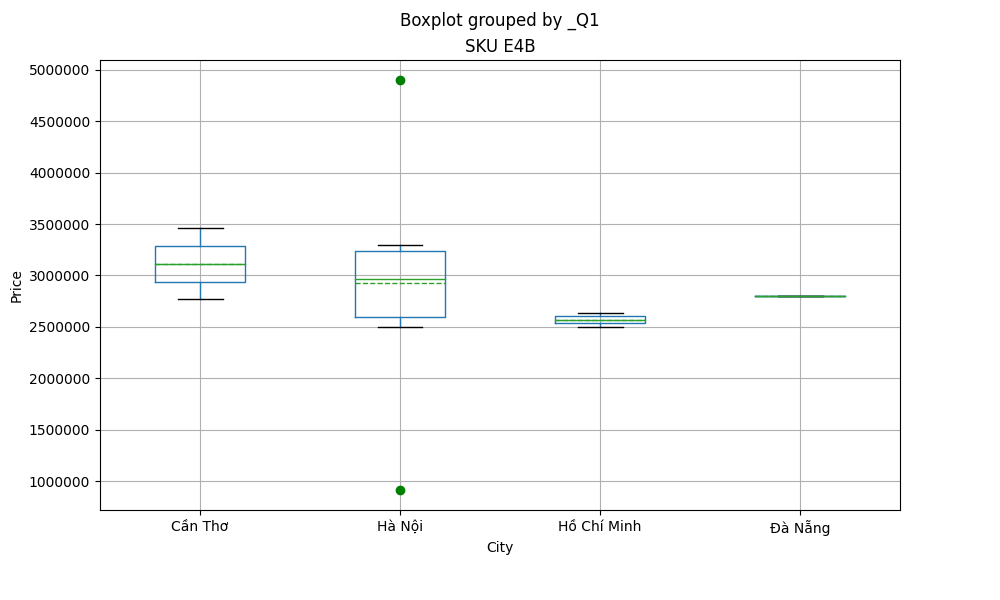 Boxplot grouped by _Q1
SKU E4B
5000000
4500000
4000000
3500000
3000000
2500000
2000000
1500000
1000000
Price
Cần Thơ
Hà Nội
Hồ Chí Minh
Đà Nẵng
City